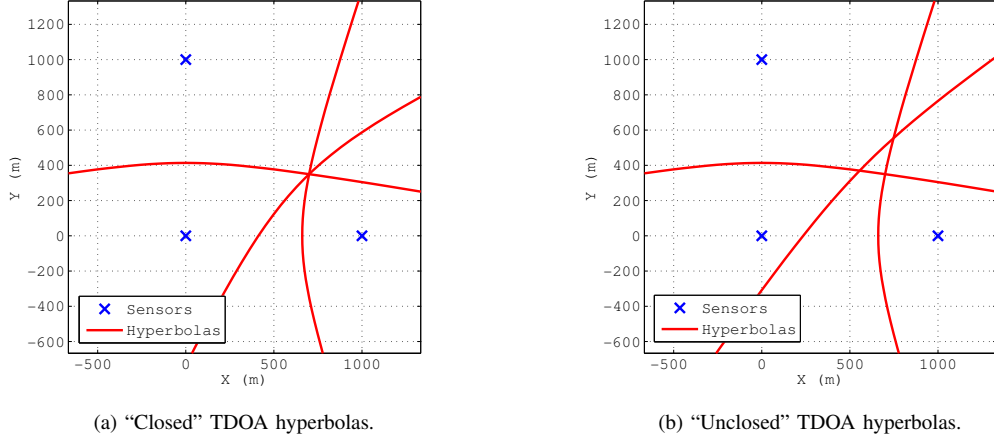 1200
1000
800
600
400
200
0
−200
−400
−600
Y (m)
Sensors
Hyperbolas
−500
0
500
1000
X (m)
(a) “Closed” TDOA hyperbolas.
1200
1000
800
600
400
200
0
−200
−400
−600
Y (m)
Sensors
Hyperbolas
−500
0
500
1000
X (m)
(b) “Unclosed” TDOA hyperbolas.